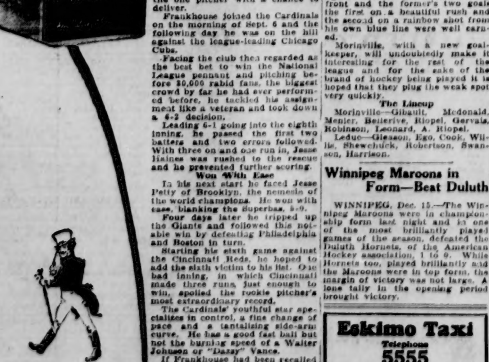 deliver.
Frankhouse joined the Cardinals
on the morning of Sept. 6 and the
following day he was on the hill
against the league-leading Chicago
Cubs.
Facing the club then regarded as
the best bet to win the National
League pennant and pitching be-
fore 50,000 rabid fans, the biggest
crowd by far he had ever perform-
ed before, he tackled his assign-
ment like a veteran and took down
a 6-2 decision.
Leading 6-1 going into the eighth
inning, he passed the first two
batters and two errors followed.
With three on and one run in, Jesse
Haines was rushed to the rescue
and he prevented further scoring.
Won With Ease
In his next start he faced Jesse
Petty of Brooklyn, the nemesis of
the world champions. He won with
ease, blanking the Superbas,
Four days later he tripped up
the Giants and followed this not-
able win by defeating Philadelphia
and Boston in turn.
Starting his sixth game against
the Cincinnati Reds, he hoped to
add the sixth victim to his list. One
bad inning, in which Cincinnati
made three runs, just enough to
win, spoiled the rookie pitcher's
most extraordinary record.
The Cardinals' youthful star spe-
cializes in control, a fine change of
pace and a tantalising side-arm
curve. He has a good fast ball but
not the burning speed of a Walter
Johnson or "Dazzy" Vance.
If Frankhouse had been recalled
front and the former's two goals
the first on a beautiful rush and
the second on a rainbow shot from
his own blue line were well earn-
ed.
Morinville, with a new goal-
keeper, will undoubtedly make it
interesting for the rest of the
league and for the sake of the
brand of hockey being played it is
hoped that they plug the weak spot
very quickly.
The Lineup
Morinville—Gibault, Mcdonald,
Menier, Bellerive, Riopel, Gervais,
Robinson, Leonard, A. Riopel.
Leduc—Gleason, Ego, Cook, Wil-
lis, Shewchuck, Robertson, Swan-
son, Harrison.
Winnipeg Maroons in
Form—Beat Duluth
WINNIPEG, Dec. 15.—The Win-
nipeg Maroons were in champion-
ship form last night and in one
of the most brilliantly played
games of the season, defeated the
Duluth Hornets, of the American
Hockey association, 1 to 0. While
Hornets too, played brilliantly and
the Maroons were in top form, the
margin of victory was not large. A
lone tally in the opening period
brought victory.
Eskimo Taxi
Telephone
5555